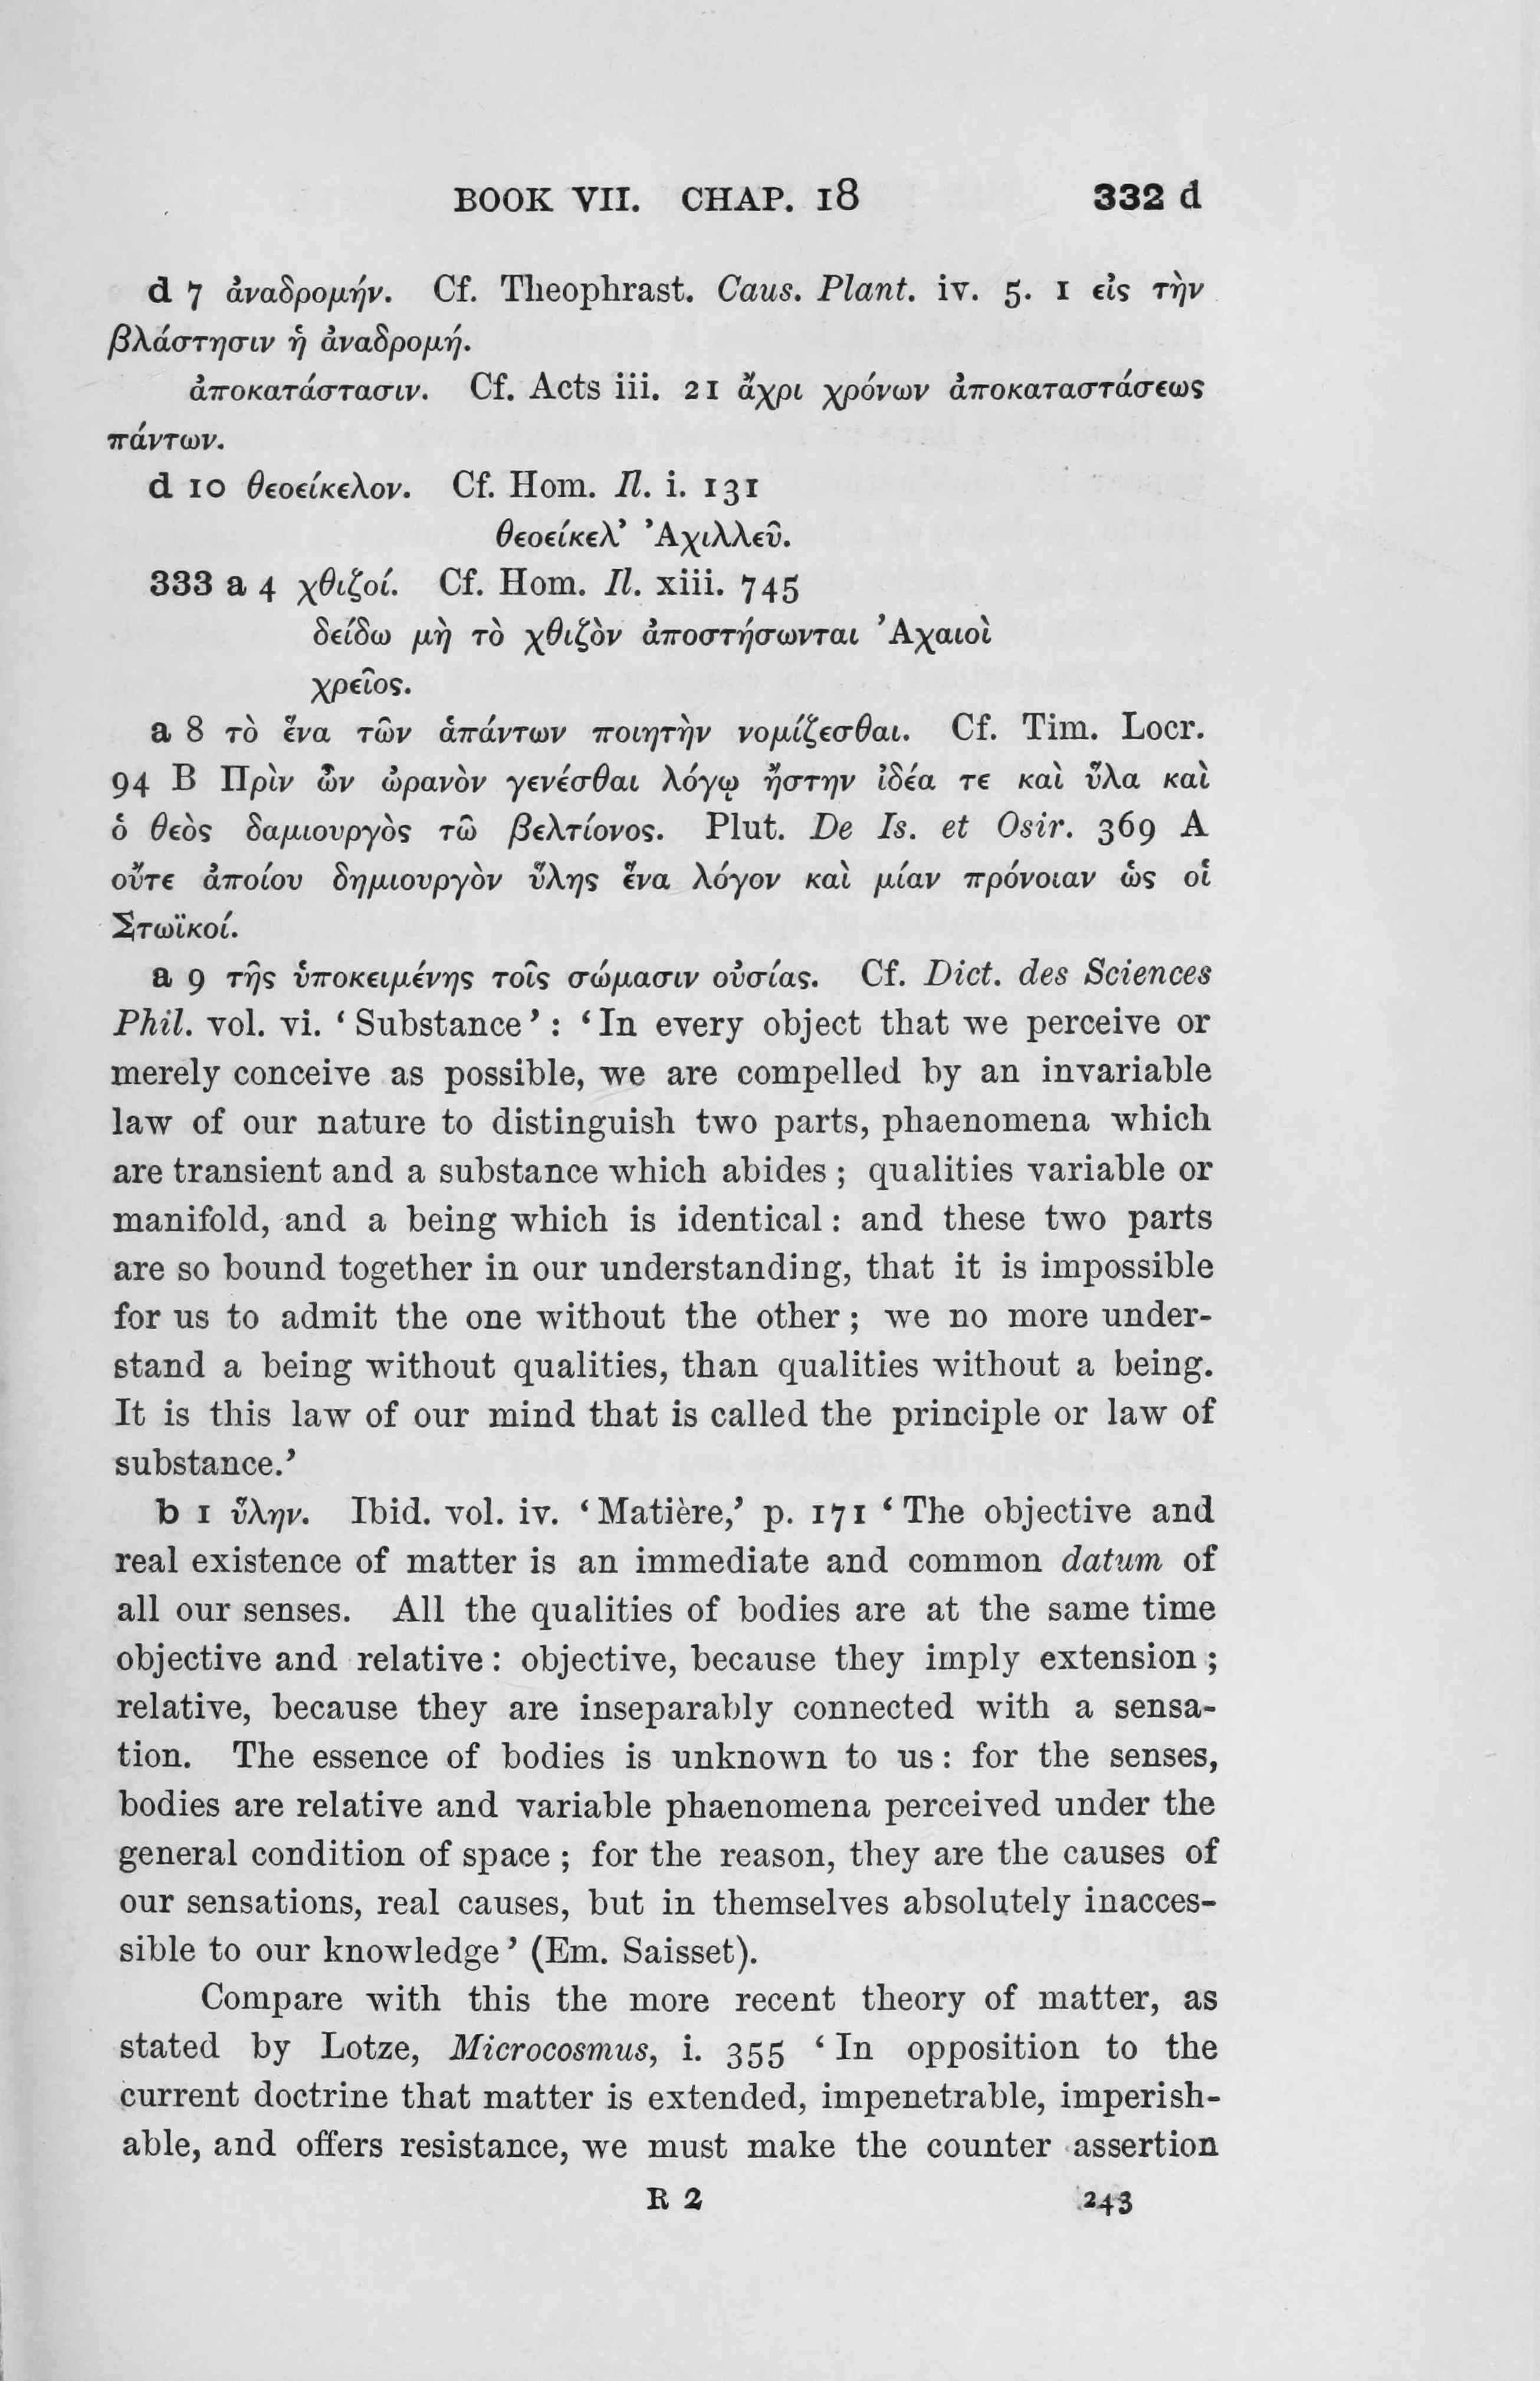 BOOK VII. CHAP. 18 332 d
d 7 ἀναδρομήν. Cf. Theophrast. Caus. Plant. iv. 5. 1 εἰς τὴν
βλάστησιν ἡ ἀναδρομή.
ἀποκατάστασιν. Cf. Acts iii. 21 ἄχρι χρόνων ἀποκαταστάσεως
πάντων.
d 10 θεοείκελον. Cf. Hom. Il. i. 131
θεοείκελ’ Ἀχιλλεῦ.
333 a 4 χθιζοί. Cf. Hom. Il. xiii. 745
δείδω μὴ τὸ χθιζὸν ἀποστήσωνται Ἀχαιοὶ
χρεῖος.
a 8 τὸ ἕνα τῶν ἁπάντων ποιητὴν νομίζεσθαι. Cf. Tim. Locr.
94 B Πρὶν ὦν ὠρανὸν γενέσθαι λόγῳ ἤστην ἰδέα τε καὶ ὕλα καὶ
ὁ θεὸς δαμιουργὸς τῶ βελτίονος. Plut. De Is. et Osir. 369 A
οὔτε ἀποίου δημιουργὸν ὕλης ἕνα λόγον καὶ μίαν πρόνοιαν ὡς οἱ
Στωϊκοί.
a 9 τῆς ὑποκειμένης τοῖς σώμασιν οὐσίας. Cf. Dict. des Sciences
Phil. vol. vi. ‘ Substance ’ : ‘ In every object that we perceive or
merely conceive as possible, we are compelled by an invariable
law of our nature to distinguish two parts, phaenomena which
are transient and a substance which abides ; qualities variable or
manifold, and a being which is identical : and these two parts
are so bound together in our understanding, that it is impossible
for us to admit the one without the other ; we no more under-
stand a being without qualities, than qualities without a being.
It is this law of our mind that is called the principle or law of
substance.’
b 1 ὕλην. Ibid. vol. iv. ‘ Matière,’ p. 171 ‘ The objective and
real existence of matter is an immediate and common datum of
all our senses. All the qualities of bodies are at the same time
objective and relative : objective, because they imply extension ;
relative, because they are inseparably connected with a sensa-
tion. The essence of bodies is unknown to us : for the senses,
bodies are relative and variable phaenomena perceived under the
general condition of space ; for the reason, they are the causes of
our sensations, real causes, but in themselves absolutely inacces-
sible to our knowledge ’ (Em. Saisset).
Compare with this the more recent theory of matter, as
stated by Lotze, Microcosmus, i. 355 ‘ In opposition to the
current doctrine that matter is extended, impenetrable, imperish-
able, and offers resistance, we must make the counter assertion
R 2 243